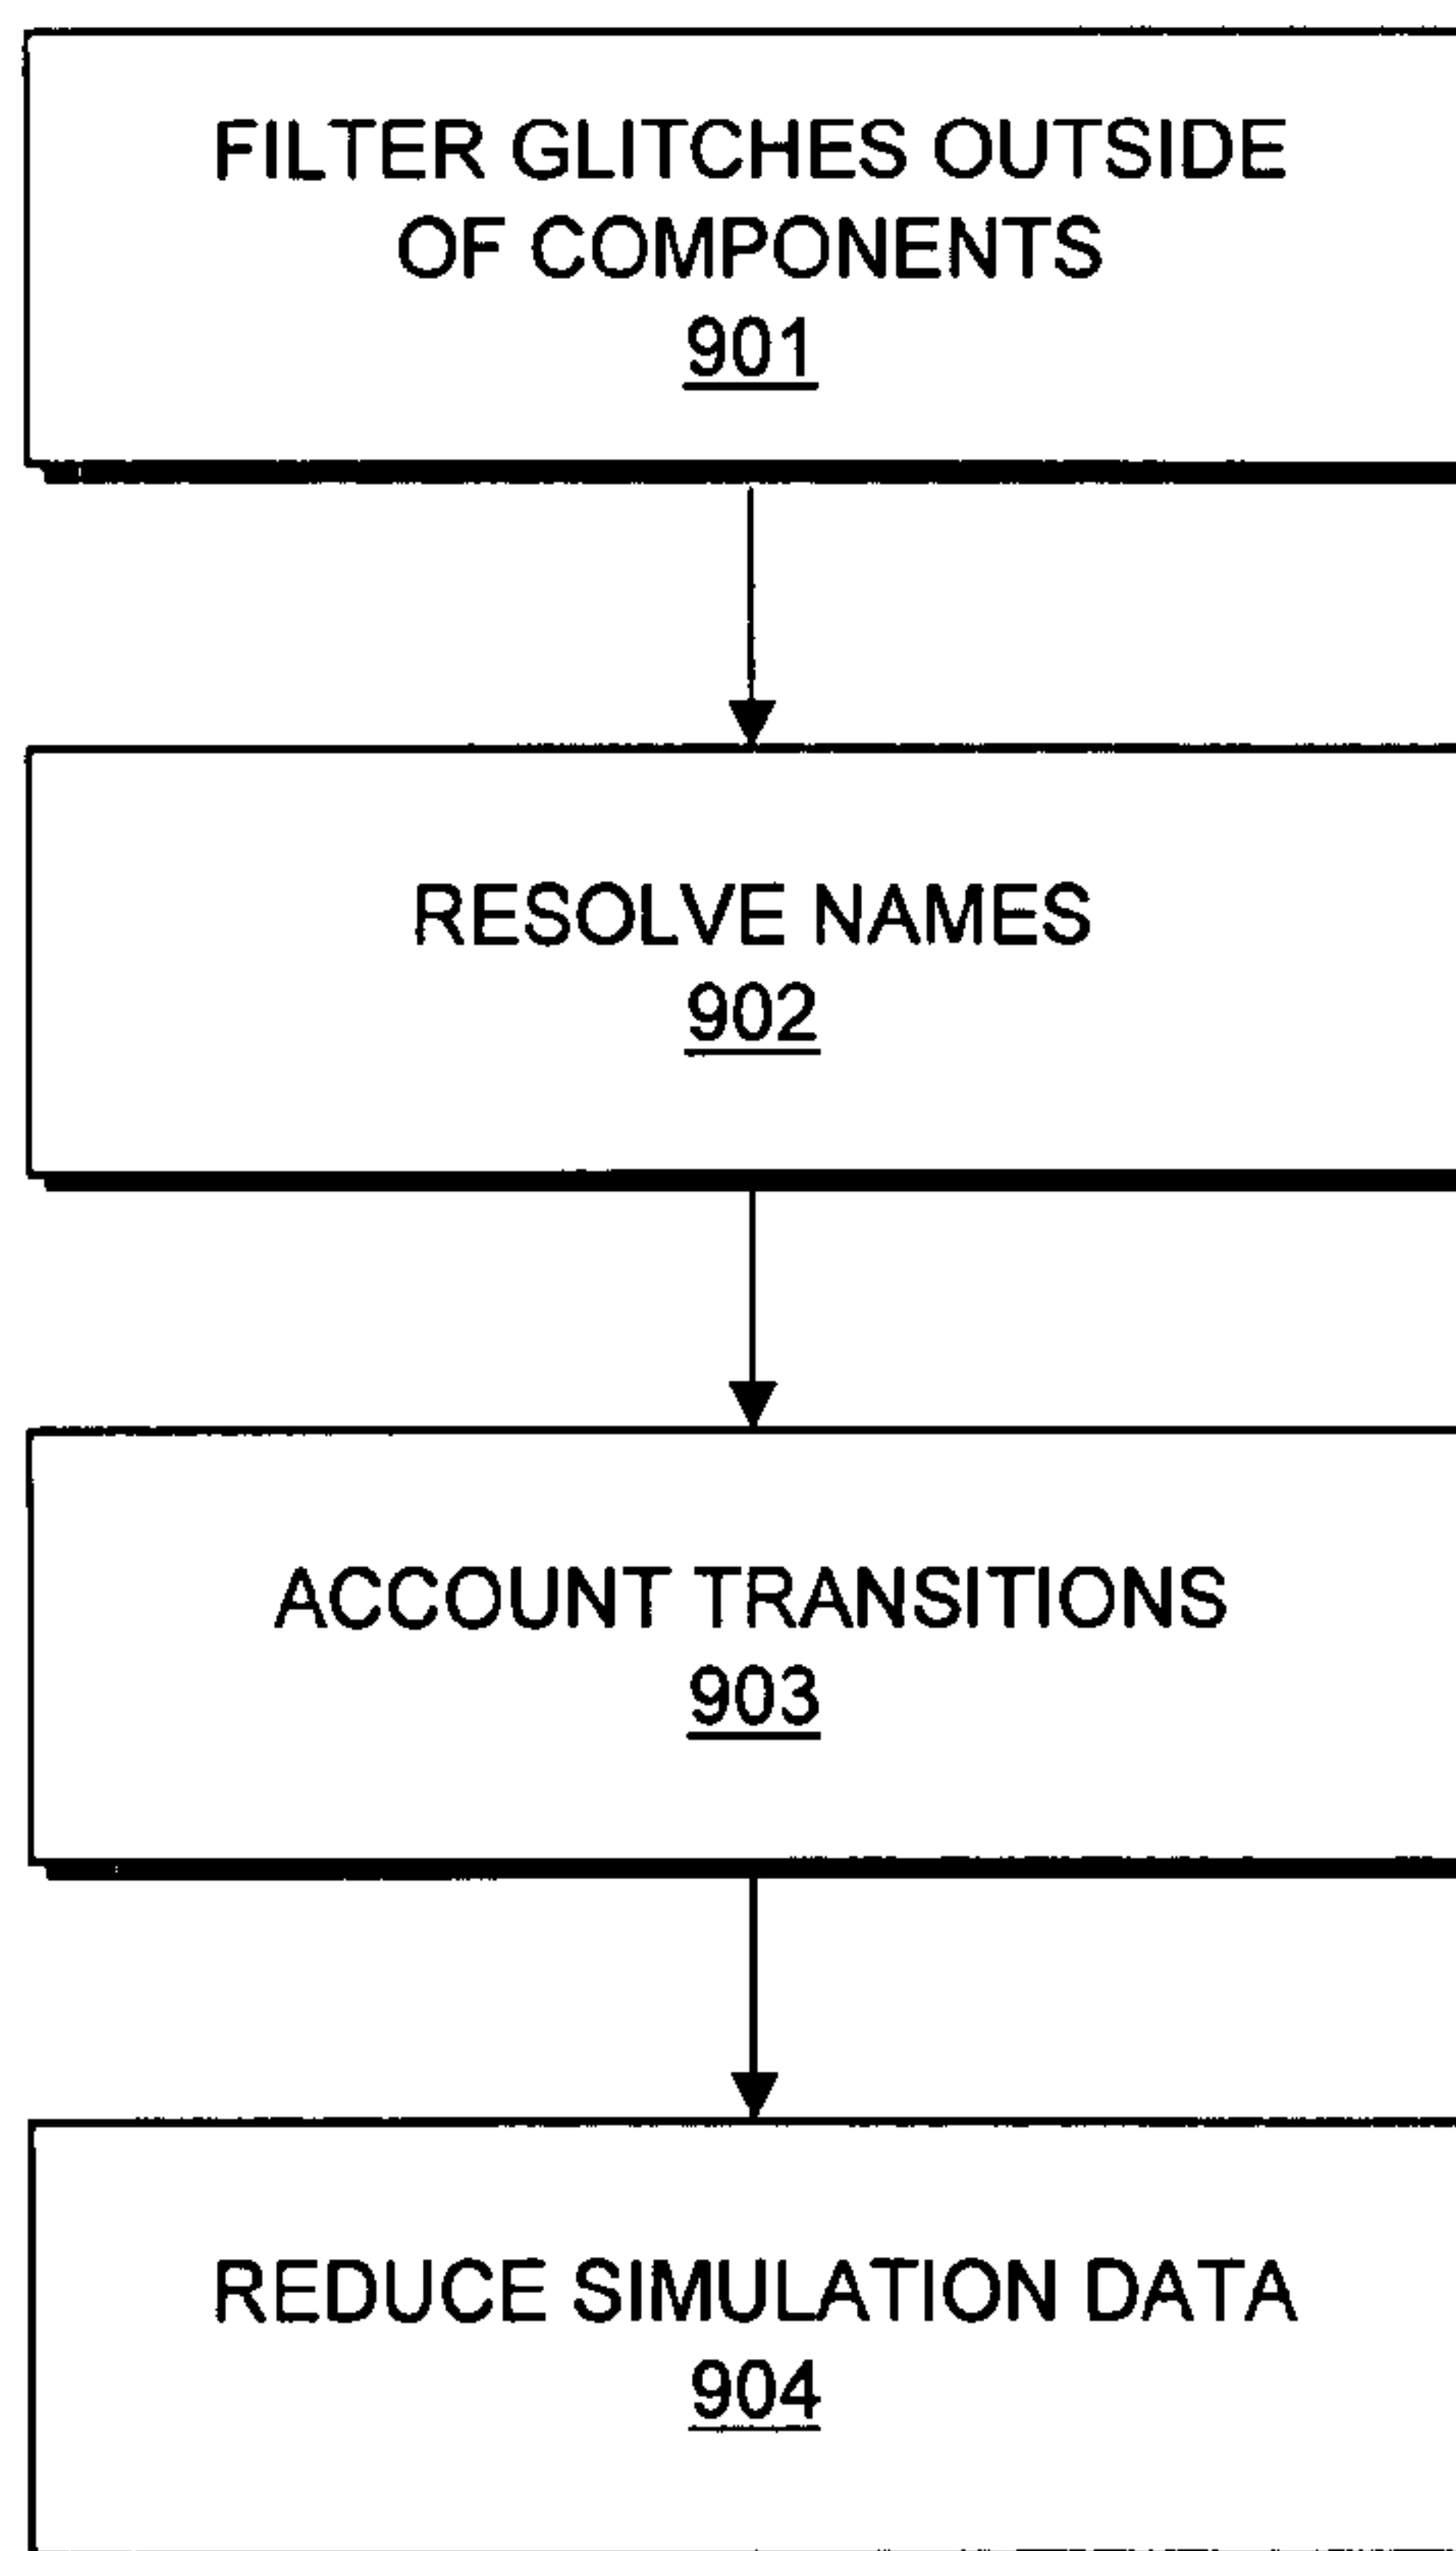 FILTER GLITCHES OUTSIDE
OF COMPONENTS
901
RESOLVE NAMES
902
ACCOUNT TRANSITIONS
903
REDUCE SIMULATION DATA
904